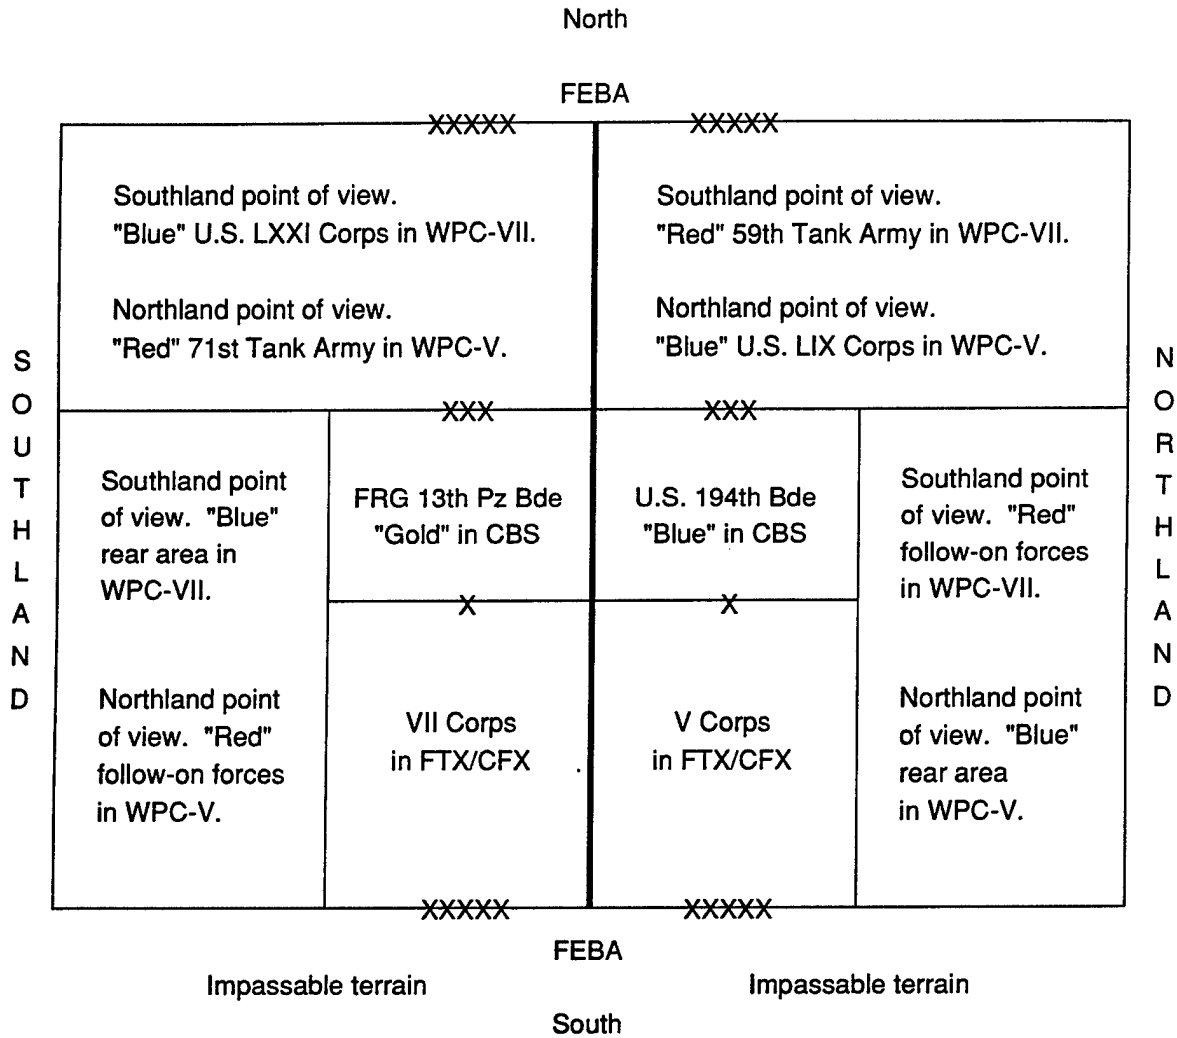 North
FEBA
XXXXX
XXXXX
Southland point of view.
"Blue" U.S. LXXI Corps in WPC-VII.
Northland point of view.
"Red" 71st Tank Army in WPC-V.
Southland point of view.
"Red" 59th Tank Army in WPC-VII.
Northland point of view.
"Blue" U.S. LIX Corps in WPC-V.
SOUTHLAND
NORTHLAND
XXX
XXX
Southland point
of view. "Blue"
rear area in
WPC-VII.
Northland point
of view. "Red"
follow-on forces
in WPC-V.
FRG 13th Pz Bde
"Gold" in CBS
X
VII Corps
in FTX/CFX
U.S. 194th Bde
"Blue" in CBS
X
V Corps
in FTX/CFX
Southland point
of view. "Red"
follow-on forces
in WPC-VII.
Northland point
of view. "Blue"
rear area
in WPC-V.
XXXXX
XXXXX
FEBA
Impassable terrain
Impassable terrain
South